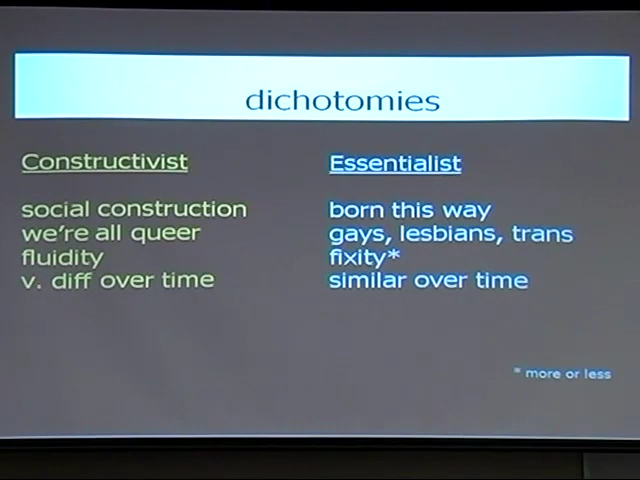 dichotomies
Constructivist
social construction
we're all queer
fluidity
v. diff over time
Essentialist
born this way
gays, lesbians, trans
fixity*
similar over time
* more or less